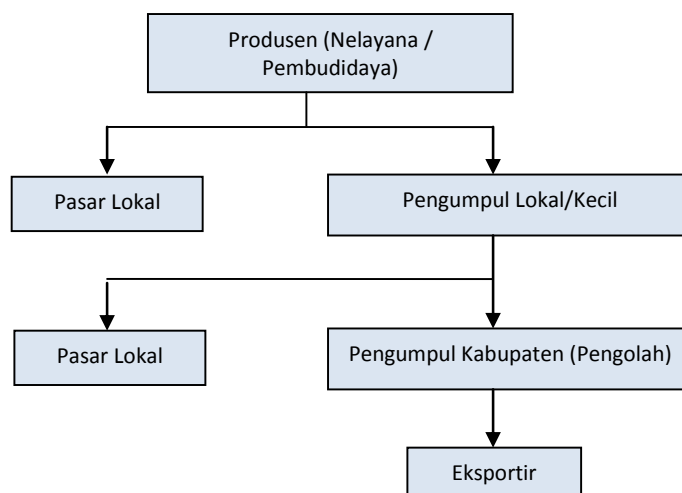 Produsen (Nelayana /
Pembudidaya)
Pasar Lokal
Pengumpul Lokal/Kecil
Pasar Lokal
Pengumpul Kabupaten (Pengolah)
Eksportir